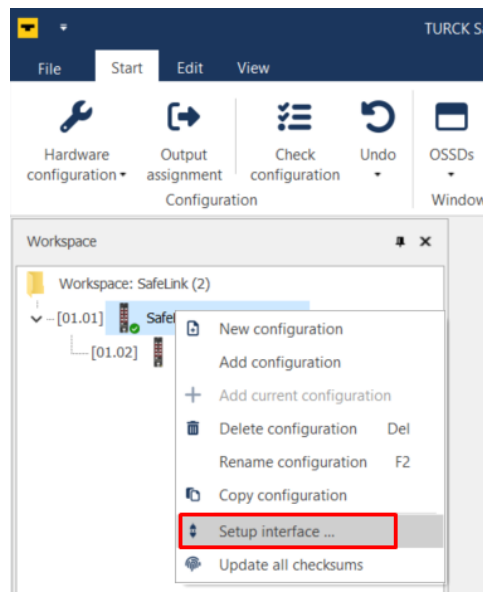 TURCK S
File Start Edit View
Hardware configuration
Output assignment
Check configuration
Undo
OSSDs
Configuration
Window
Workspace
Workspace: SafeLink (2)
[01.01] Safel
[01.02]
New configuration
Add configuration
Add current configuration
Delete configuration Del
Rename configuration F2
Copy configuration
Setup interface ...
Update all checksums